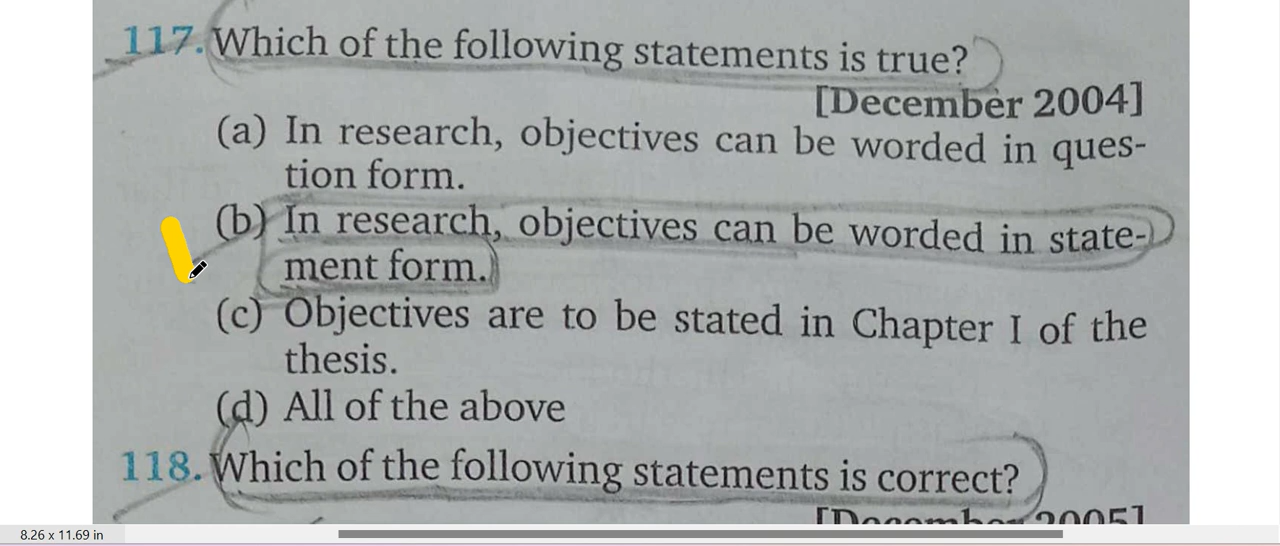 117. Which of the following statements is true?
[December 2004]
(a) In research, objectives can be worded in ques-
tion form.
(b) In research, objectives can be worded in state-
ment form.
(c) Objectives are to be stated in Chapter I of the
thesis.
(d) All of the above
118. Which of the following statements is correct?
[December 2005]
8.26 x 11.69 in